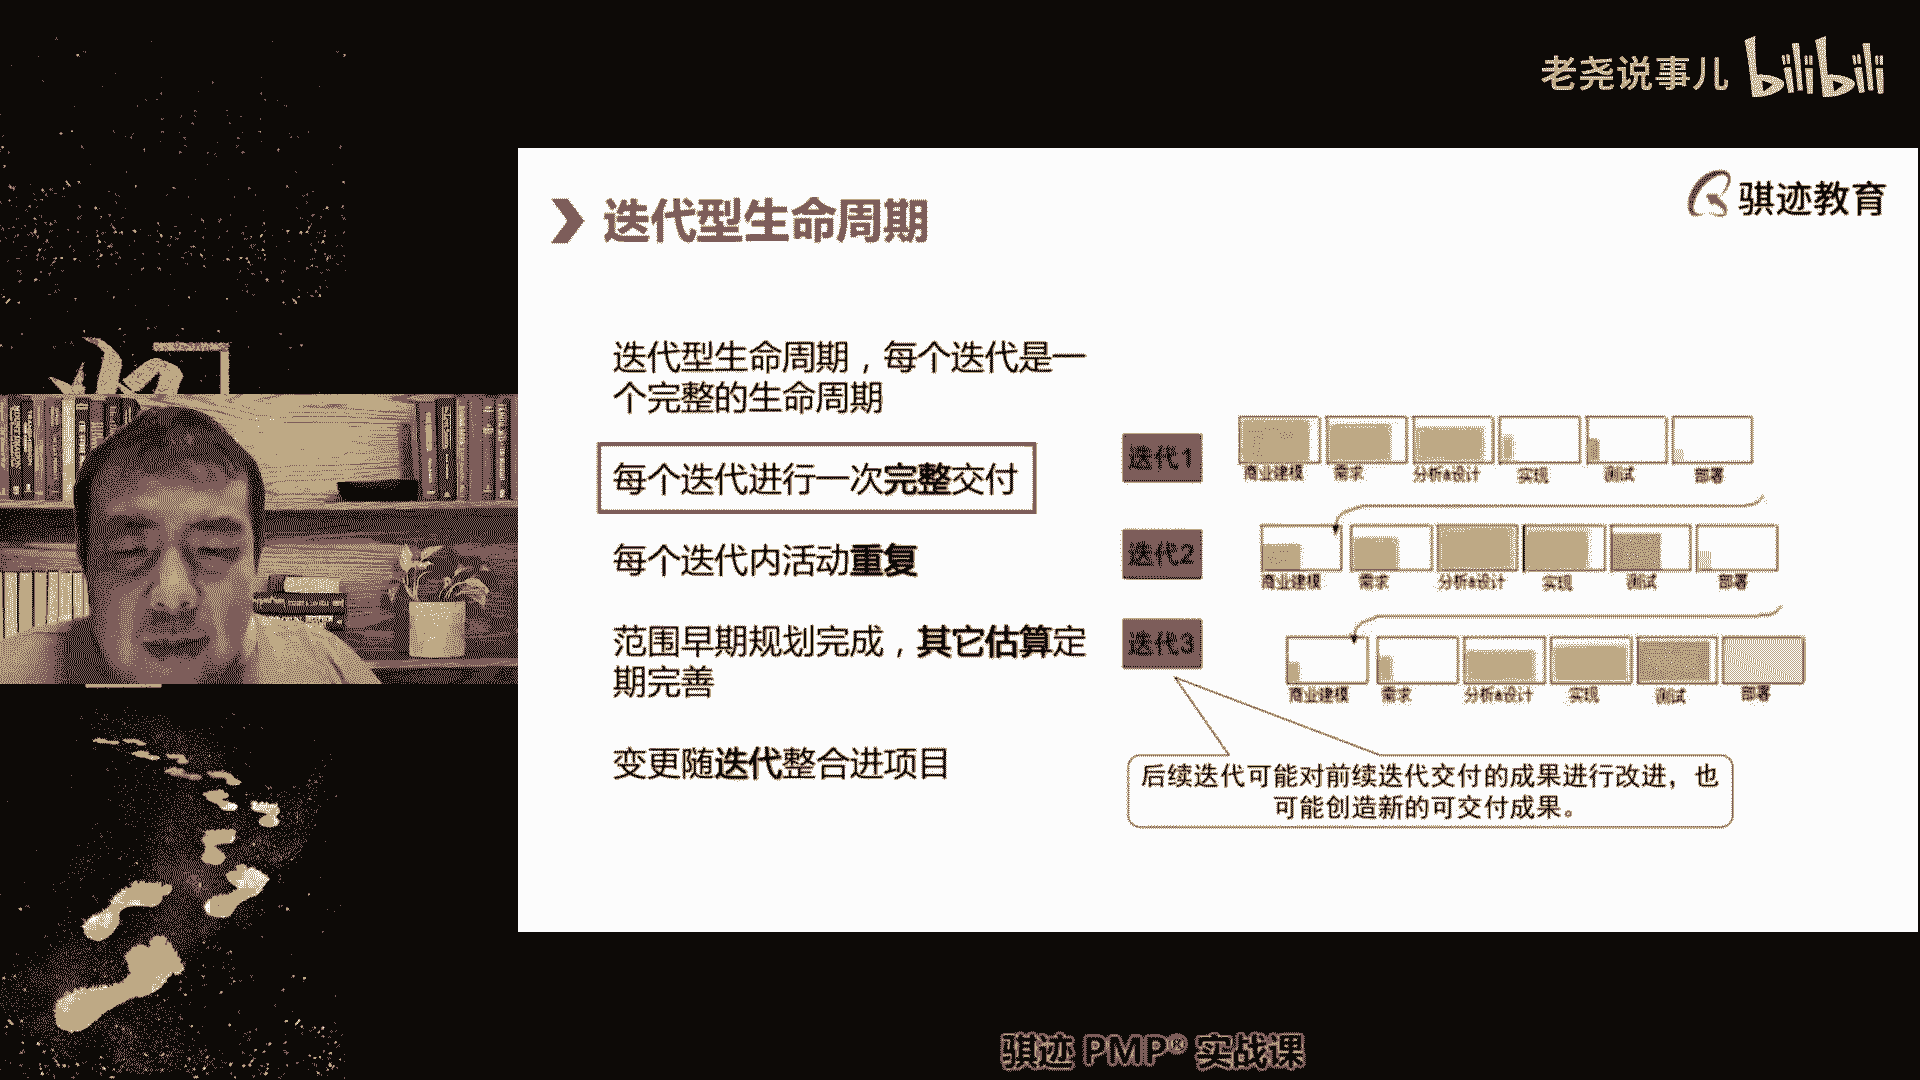 老尧说事儿 bilibili
骐迹教育
迭代型生命周期
迭代型生命周期，每个迭代是一
个完整的生命周期
每个迭代进行一次完整交付
每个迭代内活动重复
范围早期规划完成，其它估算定
期完善
变更随迭代整合进项目
迭代1
商业建模 需求 分析&设计 实现 测试 部署
迭代2
商业建模 需求 分析&设计 实现 测试 部署
迭代3
商业建模 需求 分析&设计 实现 测试 部署
后续迭代可能对前续迭代交付的成果进行改进，也
可能创造新的可交付成果。
骐迹 PMP® 实战课